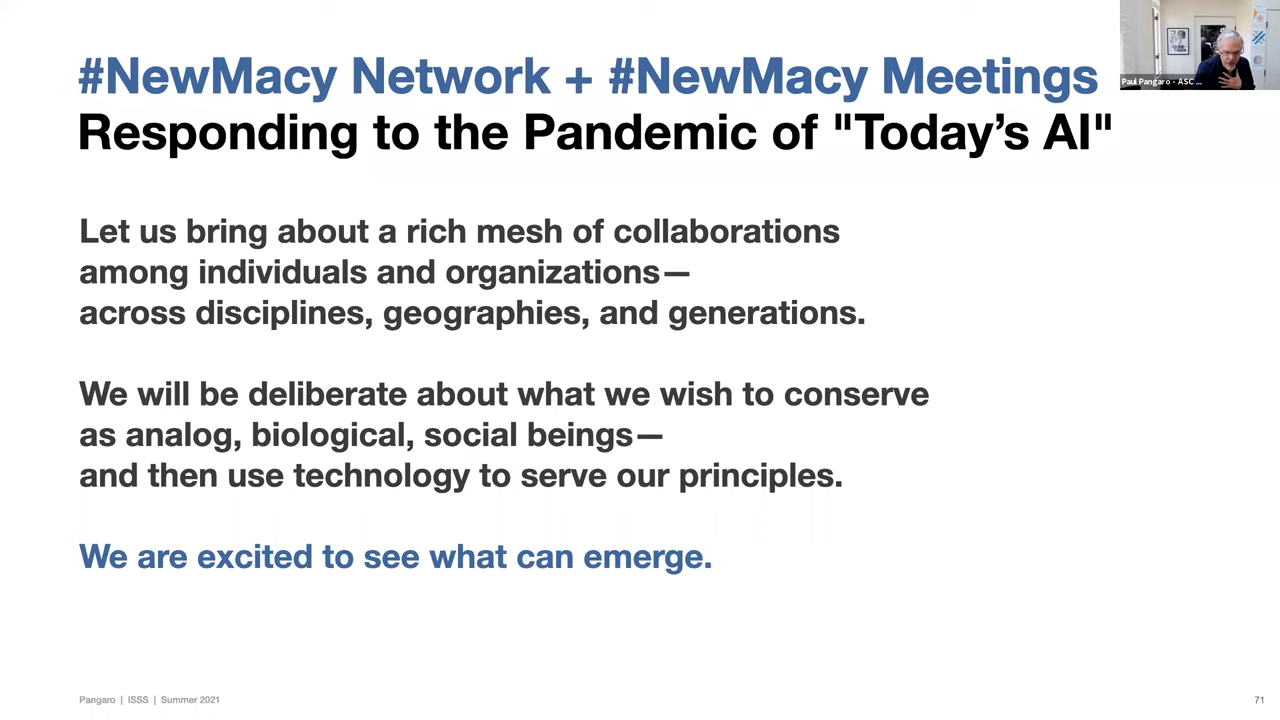 #NewMacy Network + #NewMacy Meetings
Responding to the Pandemic of "Today’s AI"
Paul Pangaro - ASC ...
Let us bring about a rich mesh of collaborations
among individuals and organizations—
across disciplines, geographies, and generations.
We will be deliberate about what we wish to conserve
as analog, biological, social beings—
and then use technology to serve our principles.
We are excited to see what can emerge.
Pangaro | ISSS | Summer 2021
71